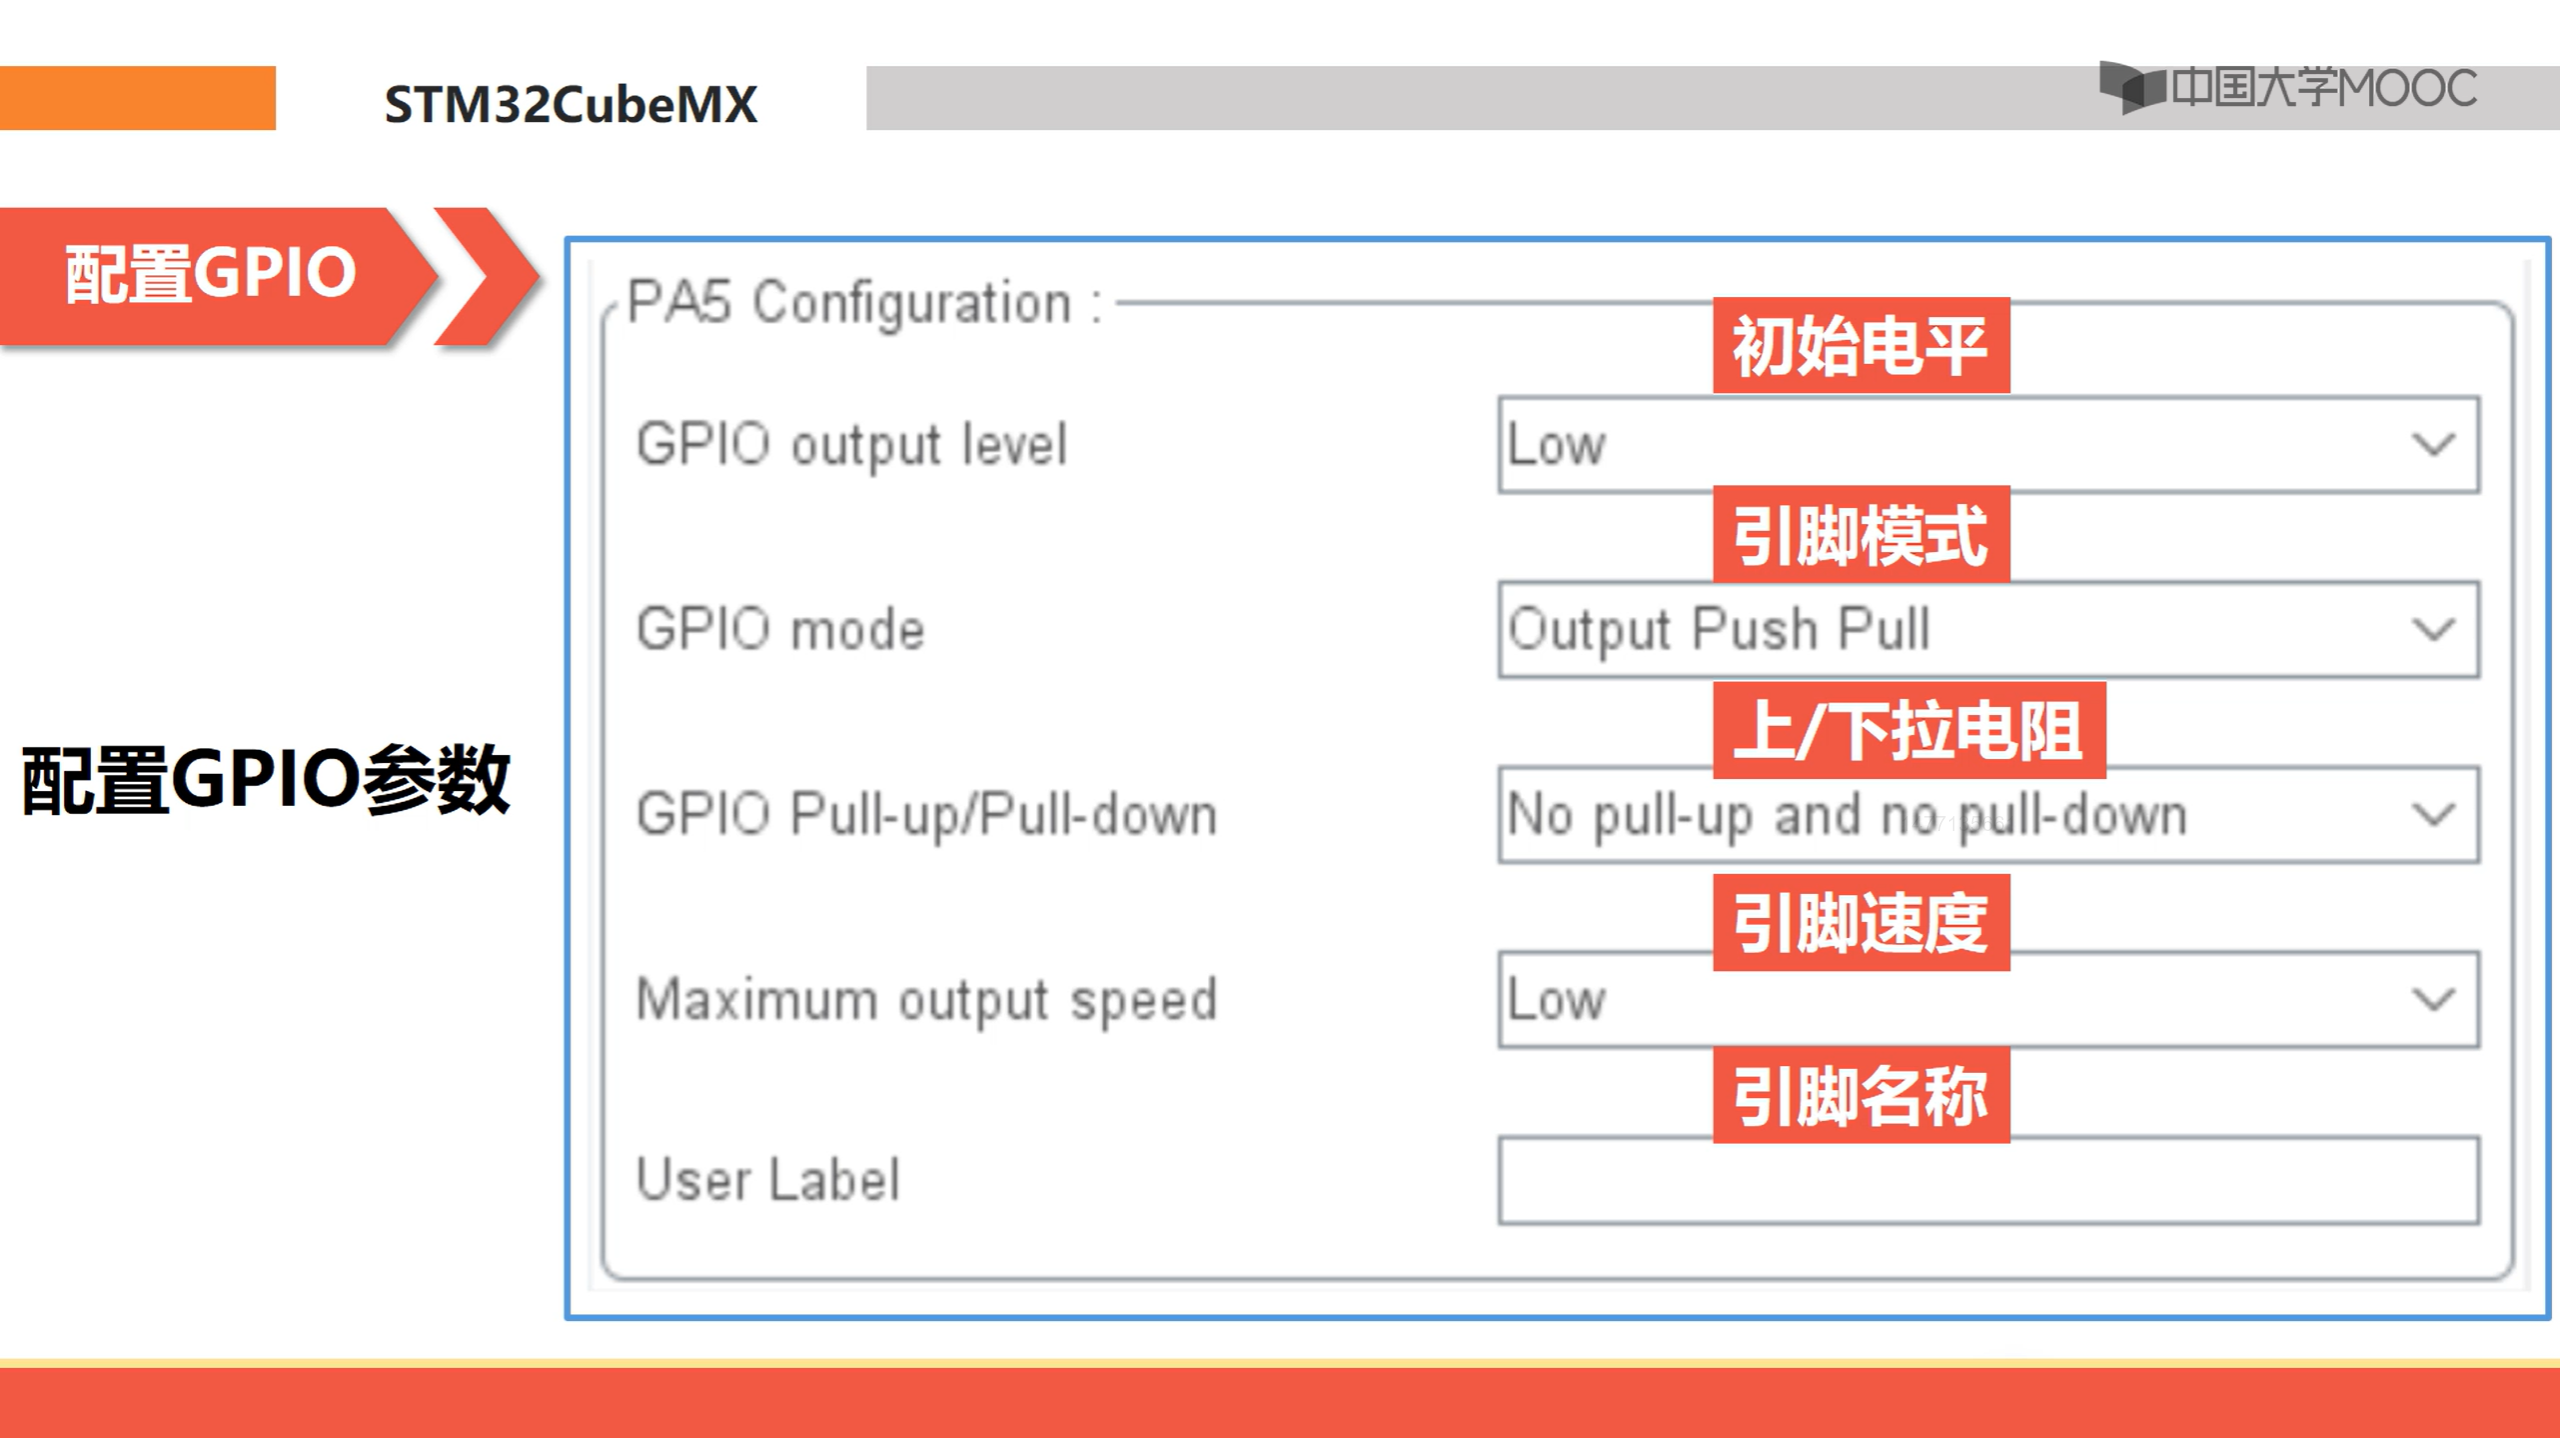 STM32CubeMX
中国大学MOOC
配置GPIO
PA5 Configuration :
初始电平
GPIO output level
Low
引脚模式
GPIO mode
Output Push Pull
上/下拉电阻
配置GPIO参数
GPIO Pull-up/Pull-down
No pull-up and no pull-down
引脚速度
Maximum output speed
Low
引脚名称
User Label